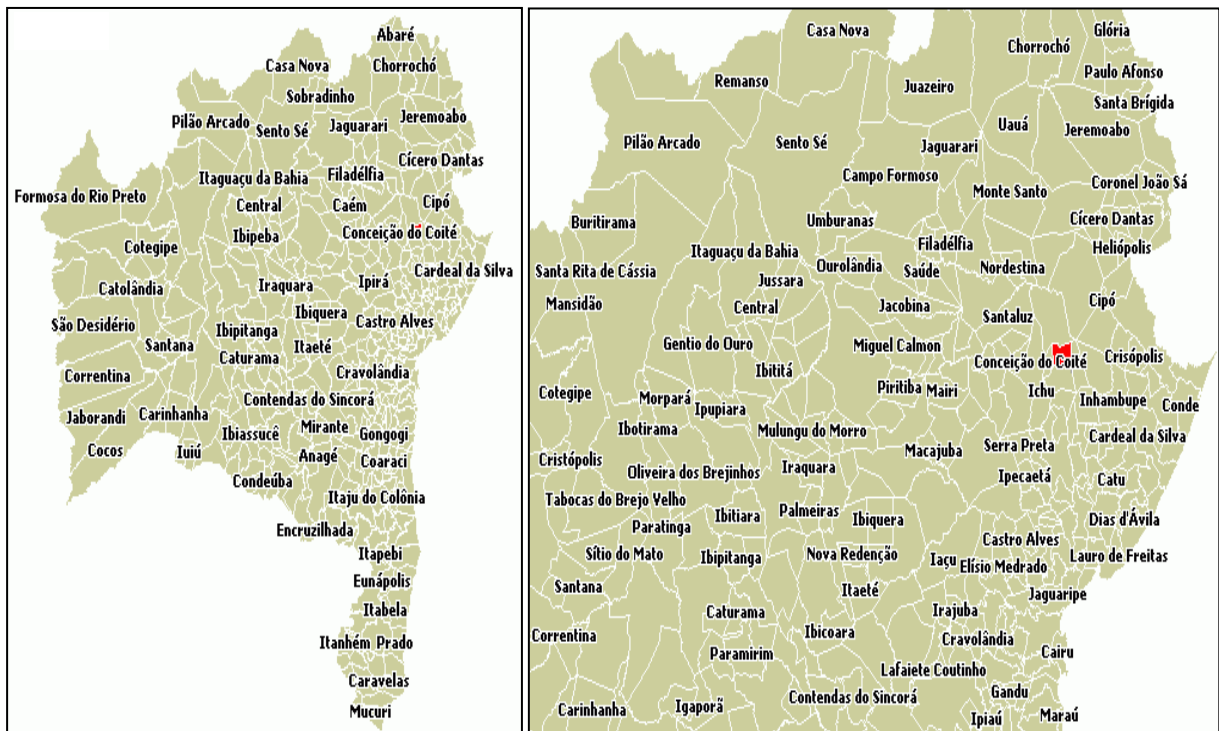 Abaré
Casa Nova
Chorrochó
Sobradinho
Pilão Arcado
Sento Sé
Jaguarari
Jeremoabo
Cícero Dantas
Formosa do Rio Preto
Itaguaçu da Bahia
Filadélfia
Central
Caém
Cipó
Cotegipe
Ibipeba
Conceição do Coité
Cardeal da Silva
Catolândia
Iraquara
Ipirá
São Desidério
Ibipitanga
Ibiquera
Castro Alves
Santana
Caturama
Itaeté
Correntina
Cravolândia
Jaborandi
Carinhanha
Contendas do Sincorá
Cocos
Iuiú
Ibiassucê
Mirante
Gongogi
Anagé
Coaraci
Condeúba
Itaju do Colônia
Encruzilhada
Itapebi
Eunápolis
Itabela
Itanhém
Prado
Caravelas
Mucuri
Casa Nova
Glória
Chorrochó
Remanso
Juazeiro
Paulo Afonso
Santa Brígida
Uauá
Jeremoabo
Pilão Arcado
Sento Sé
Jaguarari
Campo Formoso
Monte Santo
Coronel João Sá
Buritirama
Umburanas
Cícero Dantas
Itaguaçu da Bahia
Filadélfia
Heliópolis
Santa Rita de Cássia
Ourolândia
Saúde
Nordestina
Jussara
Mansidão
Central
Jacobina
Santaluz
Cipó
Gentio do Ouro
Miguel Calmon
Conceição do Coité
Crisópolis
Ibititá
Cotegipe
Morpará
Ipupiara
Piritiba
Mairi
Ichu
Inhambupe
Conde
Ibotirama
Mulungu do Morro
Cardeal da Silva
Cristópolis
Oliveira dos Brejinhos
Iraquara
Macajuba
Serra Preta
Ipecaetá
Catu
Tabocas do Brejo Velho
Ibitiara
Palmeiras
Ibiquera
Dias d'Ávila
Paratinga
Castro Alves
Sítio do Mato
Ibipitanga
Nova Redenção
Iaçu
Elísio Medrado
Lauro de Freitas
Santana
Itaeté
Jaguaripe
Caturama
Irajuba
Correntina
Ibicoara
Cravolândia
Cairu
Paramirim
Lafaiete Coutinho
Carinhanha
Igaporã
Contendas do Sincorá
Gandu
Ipiaú
Maraú